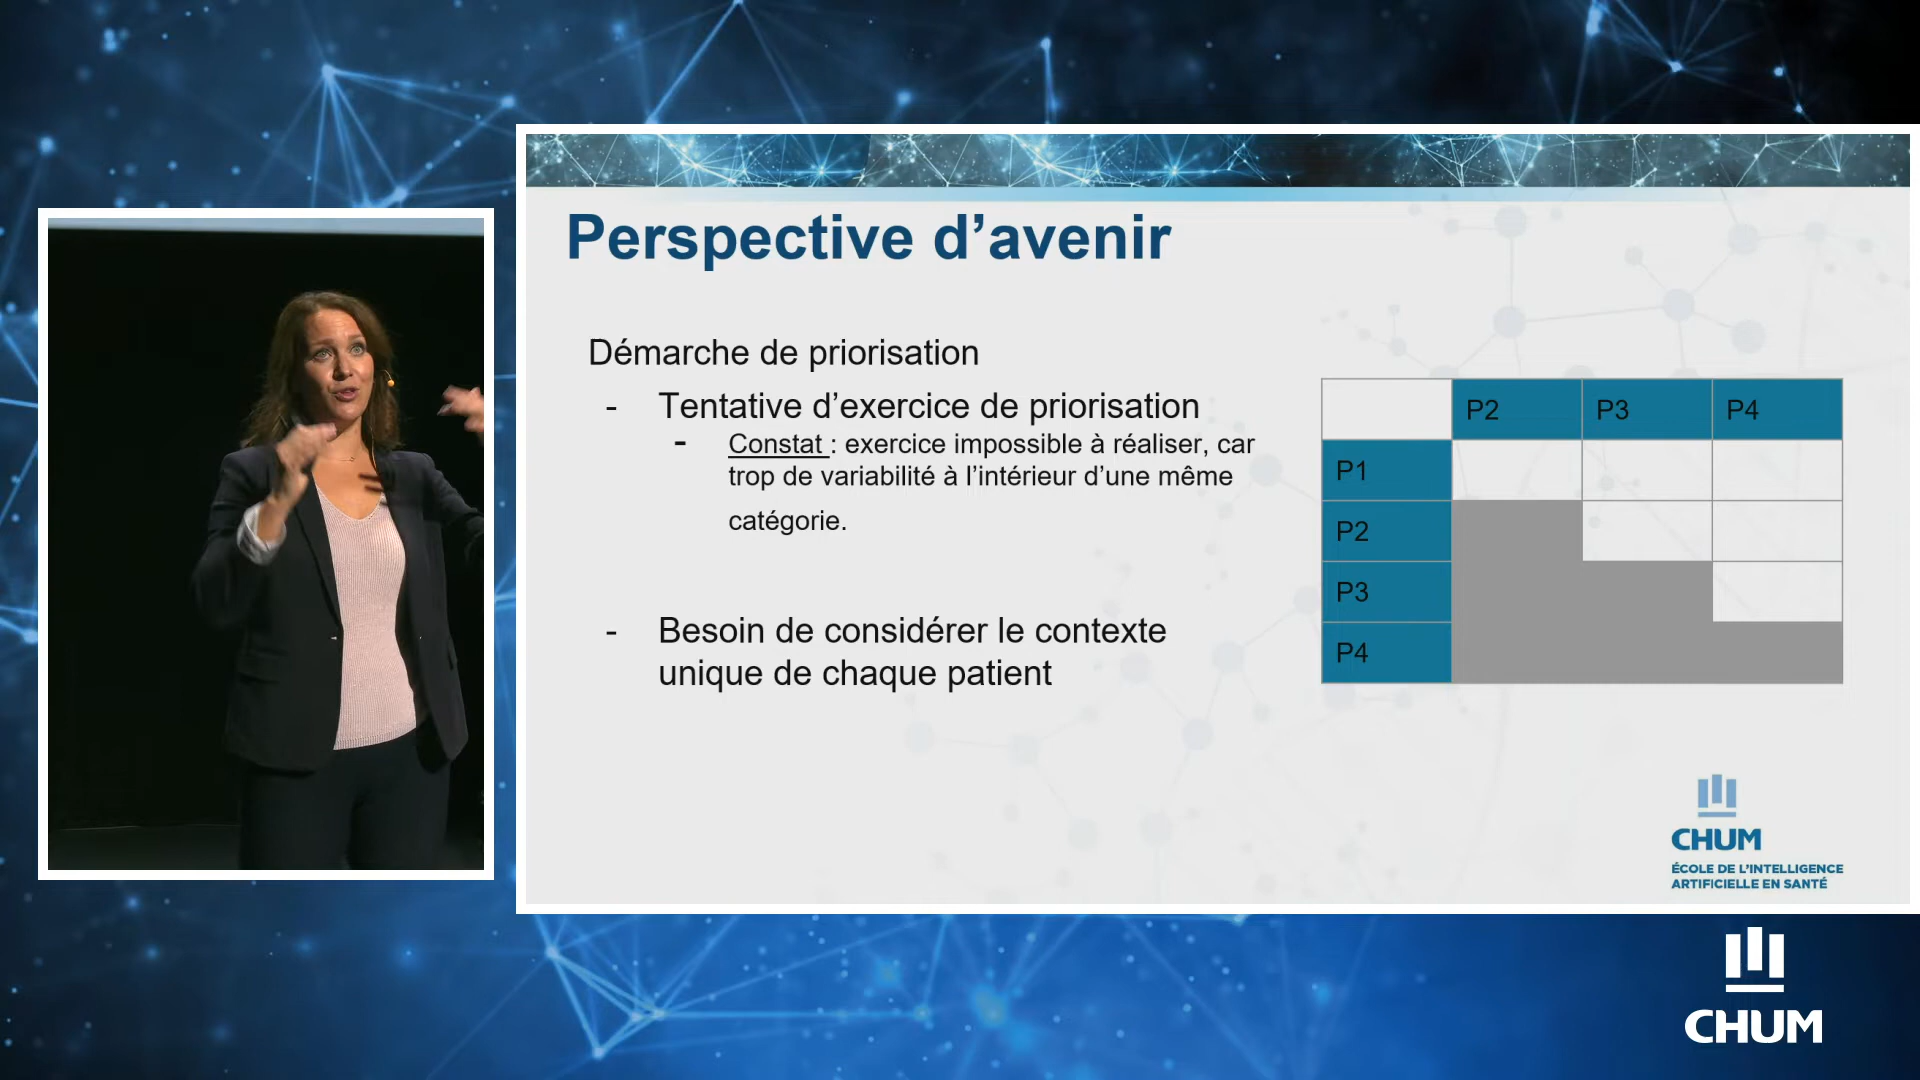 Perspective d’avenir
Démarche de priorisation
- Tentative d’exercice de priorisation
- Constat : exercice impossible à réaliser, car
trop de variabilité à l’intérieur d’une même
catégorie.
- Besoin de considérer le contexte
unique de chaque patient
P2 P3 P4
P1
P2
P3
P4
CHUM
ÉCOLE DE L’INTELLIGENCE
ARTIFICIELLE EN SANTÉ
CHUM